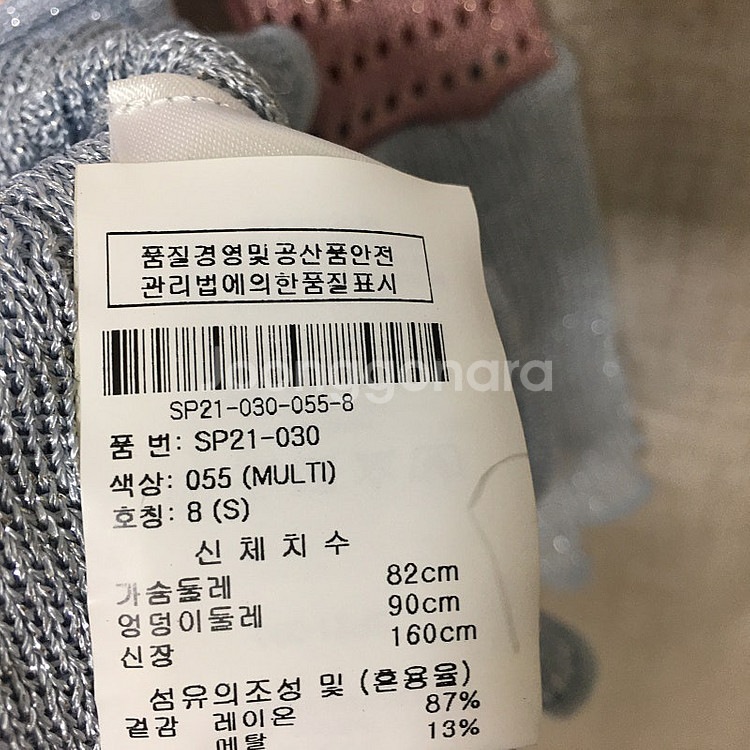 품질경영및공산품안전
관리법에의한품질표시
Joonggonara
SP21-030-055-8
품 번: SP21-030
색상: 055 (MULTI)
호칭: 8 (S)
신 체 치 수
가슴둘레 82cm
엉덩이둘레 90cm
신장 160cm
섬유의조성 및 (혼용율)
겉감 레이온 87%
메탈 13%